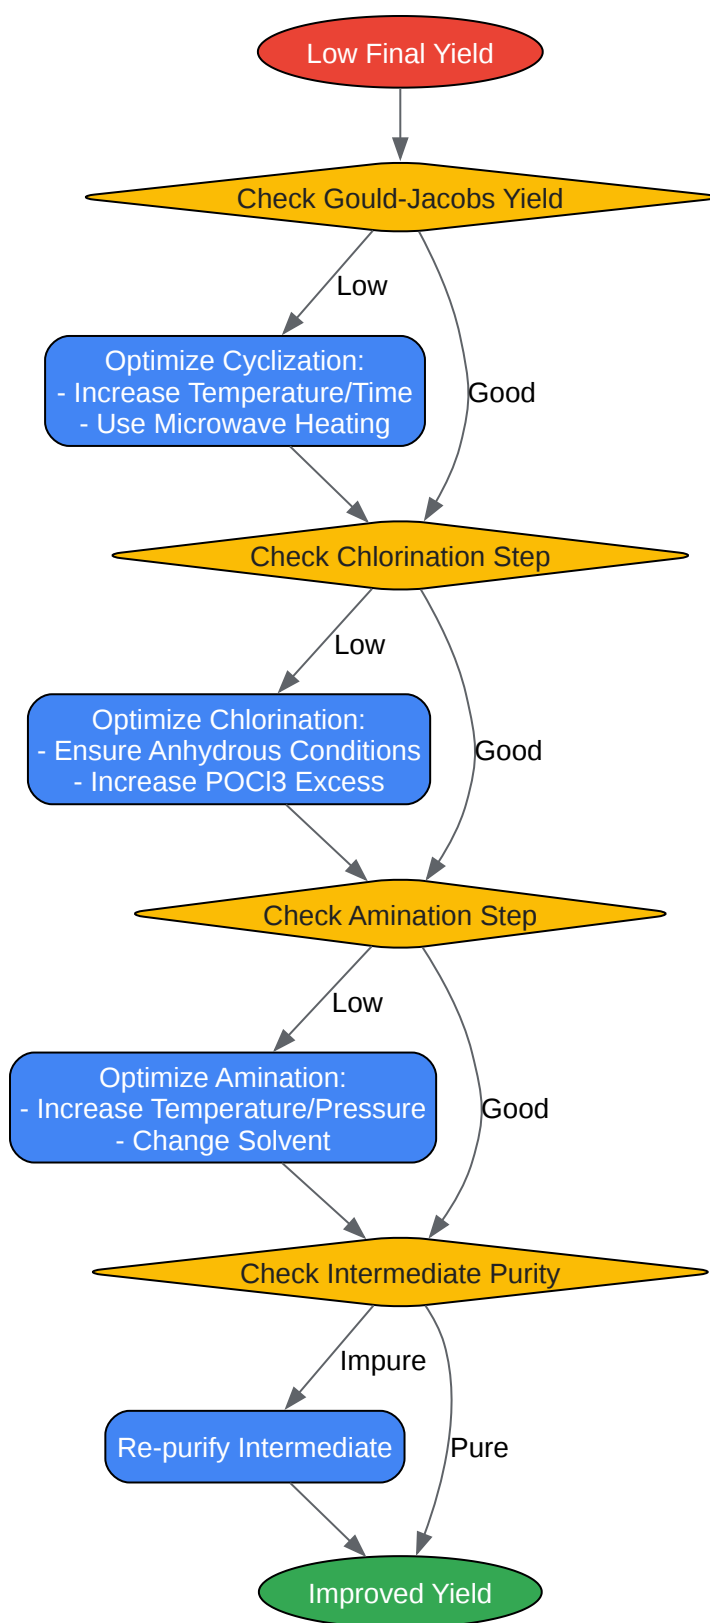 Low Final Yield
Check Gould-Jacobs Yield
Low
Optimize Cyclization:
- Increase Temperature/Time
- Use Microwave Heating
Good
Check Chlorination Step
Low
Optimize Chlorination:
- Ensure Anhydrous Conditions
- Increase POCl3 Excess
Good
Check Amination Step
Low
Optimize Amination:
- Increase Temperature/Pressure
- Change Solvent
Good
Check Intermediate Purity
Impure
Re-purify Intermediate
Pure
Improved Yield